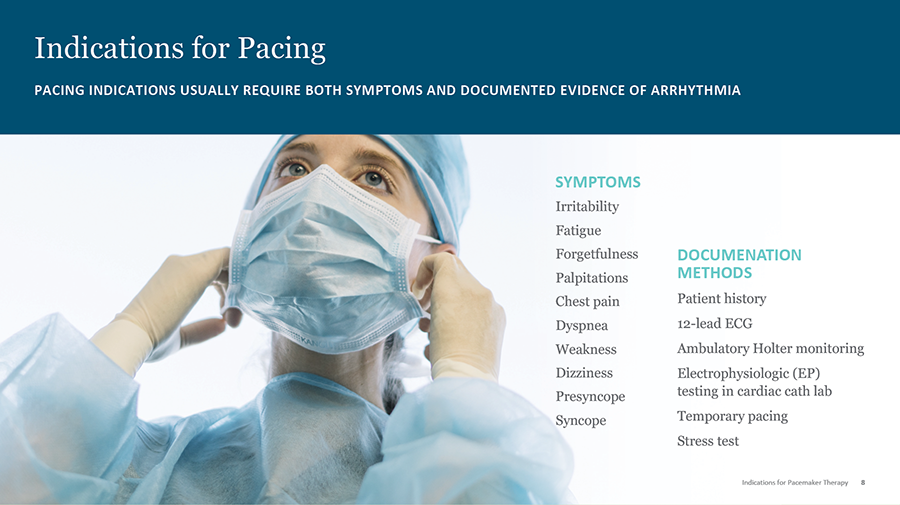 Indications for Pacing
PACING INDICATIONS USUALLY REQUIRE BOTH SYMPTOMS AND DOCUMENTED EVIDENCE OF ARRHYTHMIA
SYMPTOMS
Irritability
Fatigue
Forgetfulness
Palpitations
Chest pain
Dyspnea
Weakness
Dizziness
Presyncope
Syncope
DOCUMENATION
METHODS
Patient history
12-lead ECG
Ambulatory Holter monitoring
Electrophysiologic (EP)
testing in cardiac cath lab
Temporary pacing
Stress test
Indications for Pacemaker Therapy 8